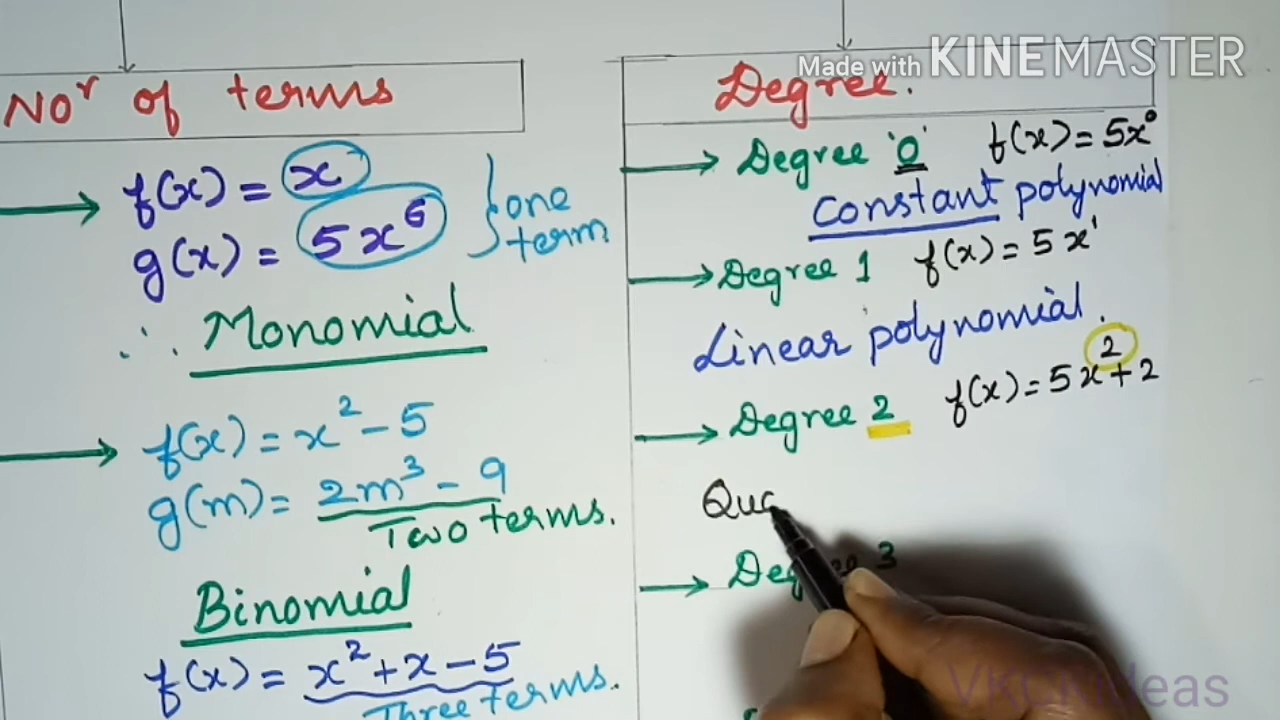 Made with KINEMASTER
Noʳ of terms
f(x) = x
g(x) = 5x⁶
one term
∴ Monomial
f(x) = x² - 5
g(m) = 2m³ - 9
Two terms.
Binomial
f(x) = x² + x - 5
Three terms.
Degree.
Degree '0' f(x) = 5x⁰
Constant polynomial
Degree 1 f(x) = 5x¹
Linear polynomial.
Degree 2 f(x) = 5x² + 2
Qua
Degree 3
VKCKIdeas